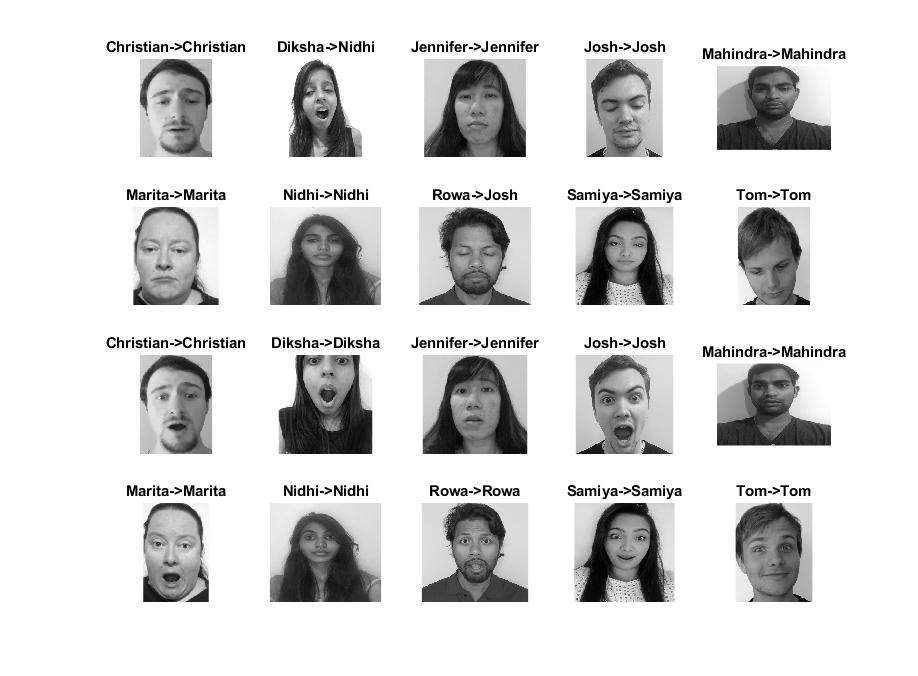 Christian->Christian
Diksha->Nidhi
Jennifer->Jennifer
Josh->Josh
Mahindra->Mahindra
Marita->Marita
Nidhi->Nidhi
Rowa->Josh
Samiya->Samiya
Tom->Tom
Christian->Christian
Diksha->Diksha
Jennifer->Jennifer
Josh->Josh
Mahindra->Mahindra
Marita->Marita
Nidhi->Nidhi
Rowa->Rowa
Samiya->Samiya
Tom->Tom